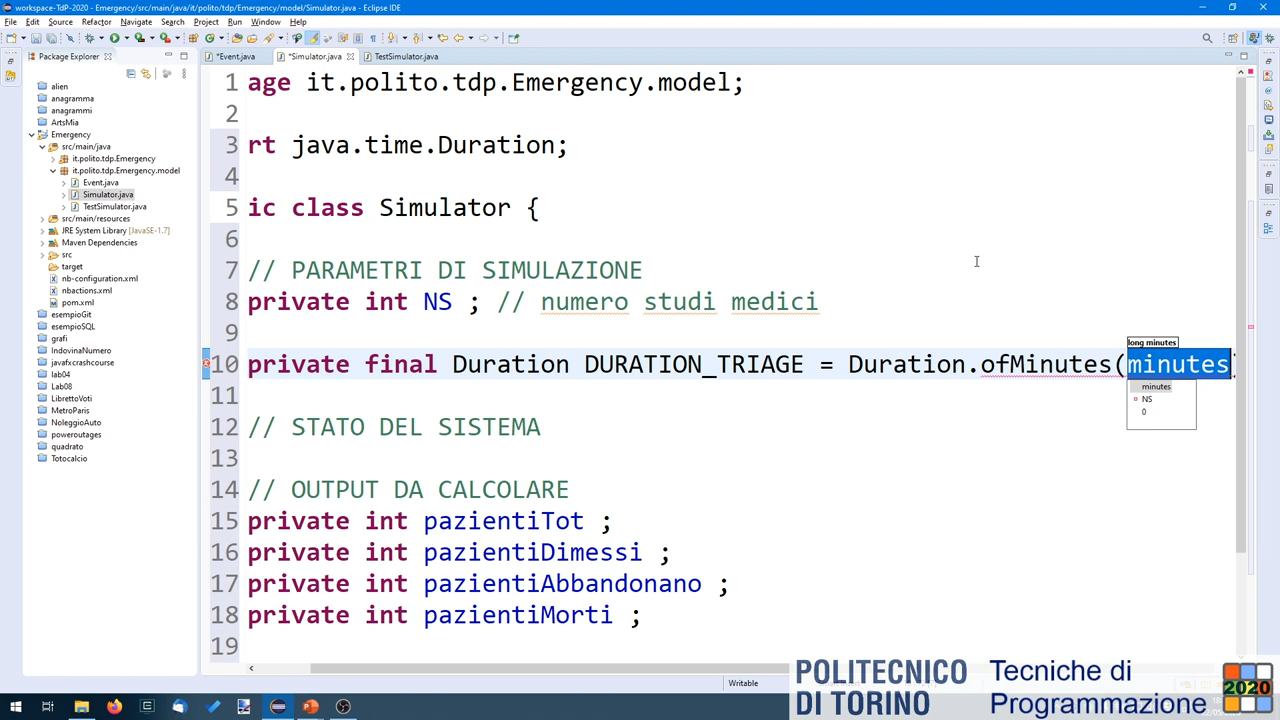 workspace-TdP-2020 - Emergency/src/main/java/it/polito/tdp/Emergency/model/Simulator.java - Eclipse IDE
File Edit Source Refactor Navigate Search Project Run Window Help
Package Explorer
*Event.java
*Simulator.java
TestSimulator.java
alien
anagramma
anagrammi
ArtsMia
Emergency
src/main/java
it.polito.tdp.Emergency
it.polito.tdp.Emergency.model
Event.java
Simulator.java
TestSimulator.java
src/main/resources
JRE System Library [JavaSE-1.7]
Maven Dependencies
src
target
nb-configuration.xml
nbactions.xml
pom.xml
esempioGit
esempioSQL
grafi
IndovinaNumero
javafxcrashcourse
lab04
Lab08
LibrettoVoti
MetroParis
NoleggioAuto
poweroutages
quadrato
Totocalcio
1 age it.polito.tdp.Emergency.model;
2
3 rt java.time.Duration;
4
5 ic class Simulator {
6
7 // PARAMETRI DI SIMULAZIONE
8 private int NS ; // numero studi medici
9
long minutes
10 private final Duration DURATION_TRIAGE = Duration.ofMinutes(minutes)
minutes
NS
0
11
12 // STATO DEL SISTEMA
13
14 // OUTPUT DA CALCOLARE
15 private int pazientiTot ;
16 private int pazientiDimessi ;
17 private int pazientiAbbandonano ;
18 private int pazientiMorti ;
19
Writable
POLITECNICO
DI TORINO
Tecniche di
Programmazione
2020